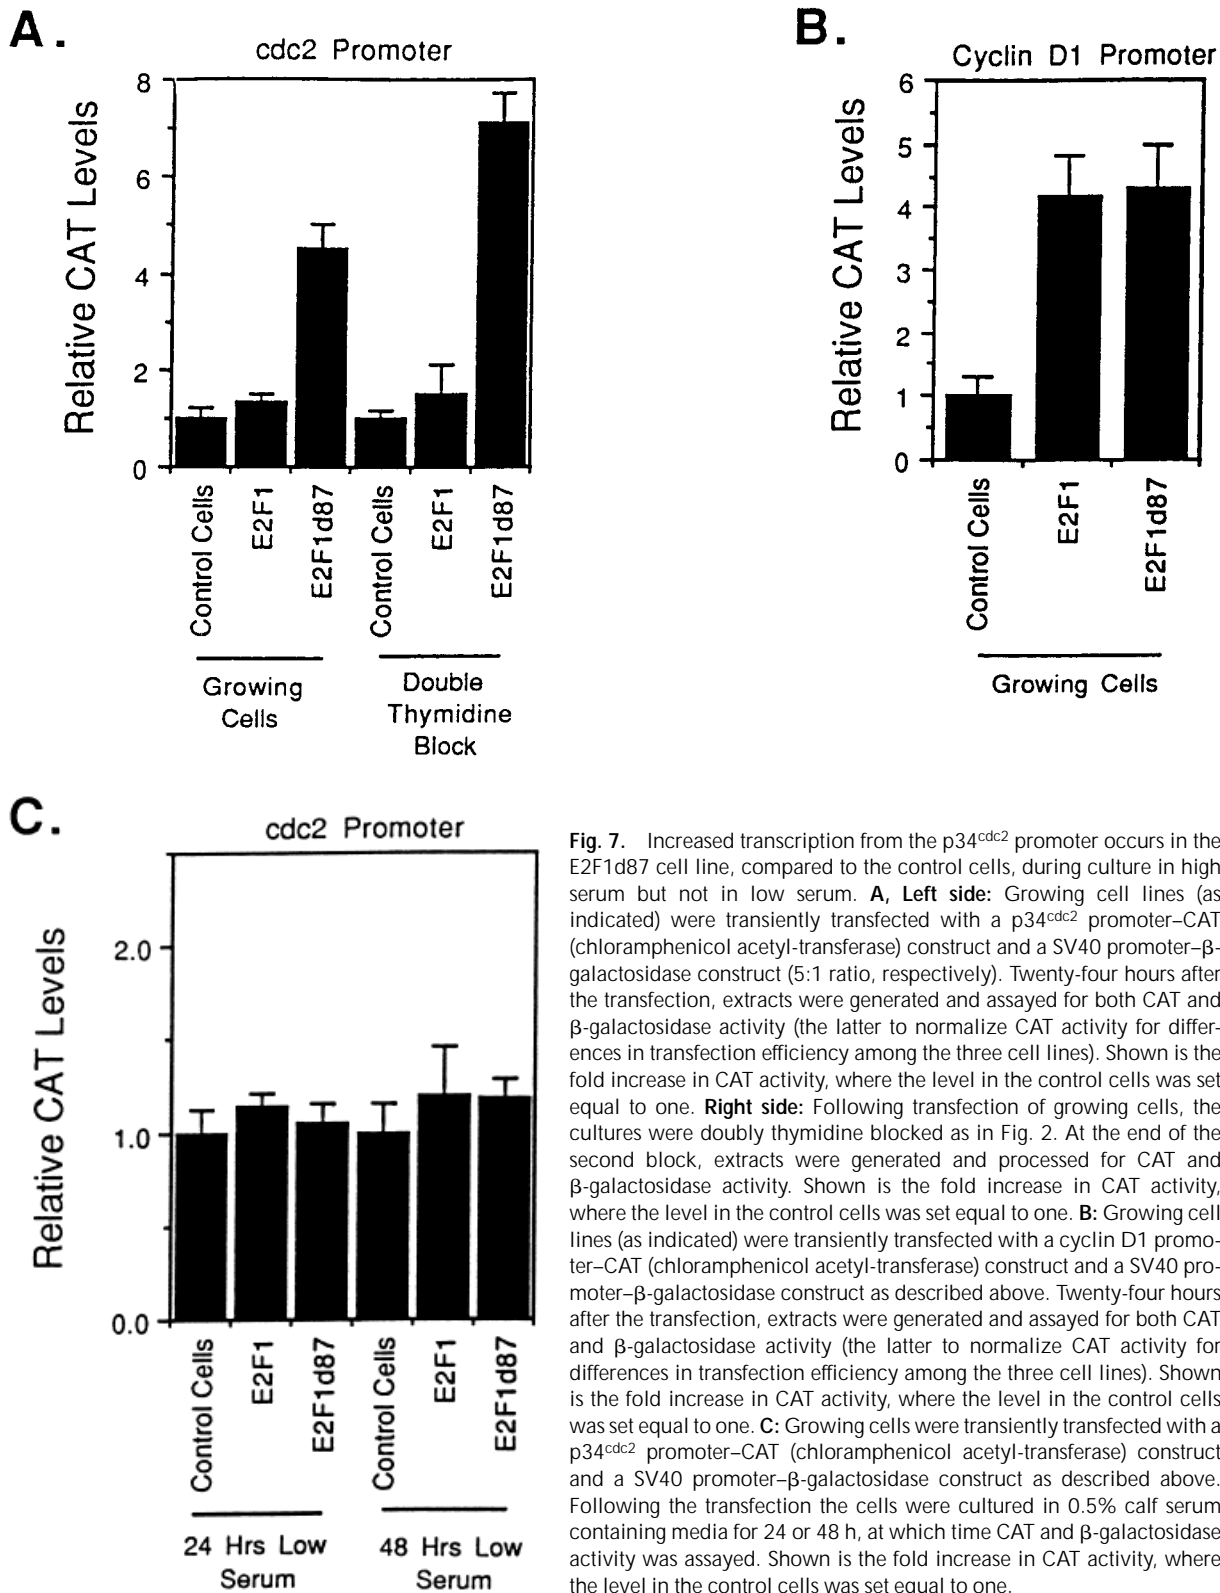 A.
cdc2 Promoter
Relative CAT Levels
8
6
4
2
0
Control Cells
E2F1
E2F1d87
Control Cells
E2F1
E2F1d87
Growing
Cells
Double
Thymidine
Block
B.
Cyclin D1 Promoter
Relative CAT Levels
6
5
4
3
2
1
0
Control Cells
E2F1
E2F1d87
Growing Cells
C.
cdc2 Promoter
Relative CAT Levels
2.0
1.0
0.0
Control Cells
E2F1
E2F1d87
Control Cells
E2F1
E2F1d87
24 Hrs Low
Serum
48 Hrs Low
Serum
Fig. 7. Increased transcription from the p34cdc2 promoter occurs in the
E2F1d87 cell line, compared to the control cells, during culture in high
serum but not in low serum. A, Left side: Growing cell lines (as
indicated) were transiently transfected with a p34cdc2 promoter–CAT
(chloramphenicol acetyl-transferase) construct and a SV40 promoter–β-
galactosidase construct (5:1 ratio, respectively). Twenty-four hours after
the transfection, extracts were generated and assayed for both CAT and
β-galactosidase activity (the latter to normalize CAT activity for differ-
ences in transfection efficiency among the three cell lines). Shown is the
fold increase in CAT activity, where the level in the control cells was set
equal to one. Right side: Following transfection of growing cells, the
cultures were doubly thymidine blocked as in Fig. 2. At the end of the
second block, extracts were generated and processed for CAT and
β-galactosidase activity. Shown is the fold increase in CAT activity,
where the level in the control cells was set equal to one. B: Growing cell
lines (as indicated) were transiently transfected with a cyclin D1 promo-
ter–CAT (chloramphenicol acetyl-transferase) construct and a SV40 pro-
moter–β-galactosidase construct as described above. Twenty-four hours
after the transfection, extracts were generated and assayed for both CAT
and β-galactosidase activity (the latter to normalize CAT activity for
differences in transfection efficiency among the three cell lines). Shown
is the fold increase in CAT activity, where the level in the control cells
was set equal to one. C: Growing cells were transiently transfected with a
p34cdc2 promoter–CAT (chloramphenicol acetyl-transferase) construct
and a SV40 promoter–β-galactosidase construct as described above.
Following the transfection the cells were cultured in 0.5% calf serum
containing media for 24 or 48 h, at which time CAT and β-galactosidase
activity was assayed. Shown is the fold increase in CAT activity, where
the level in the control cells was set equal to one.